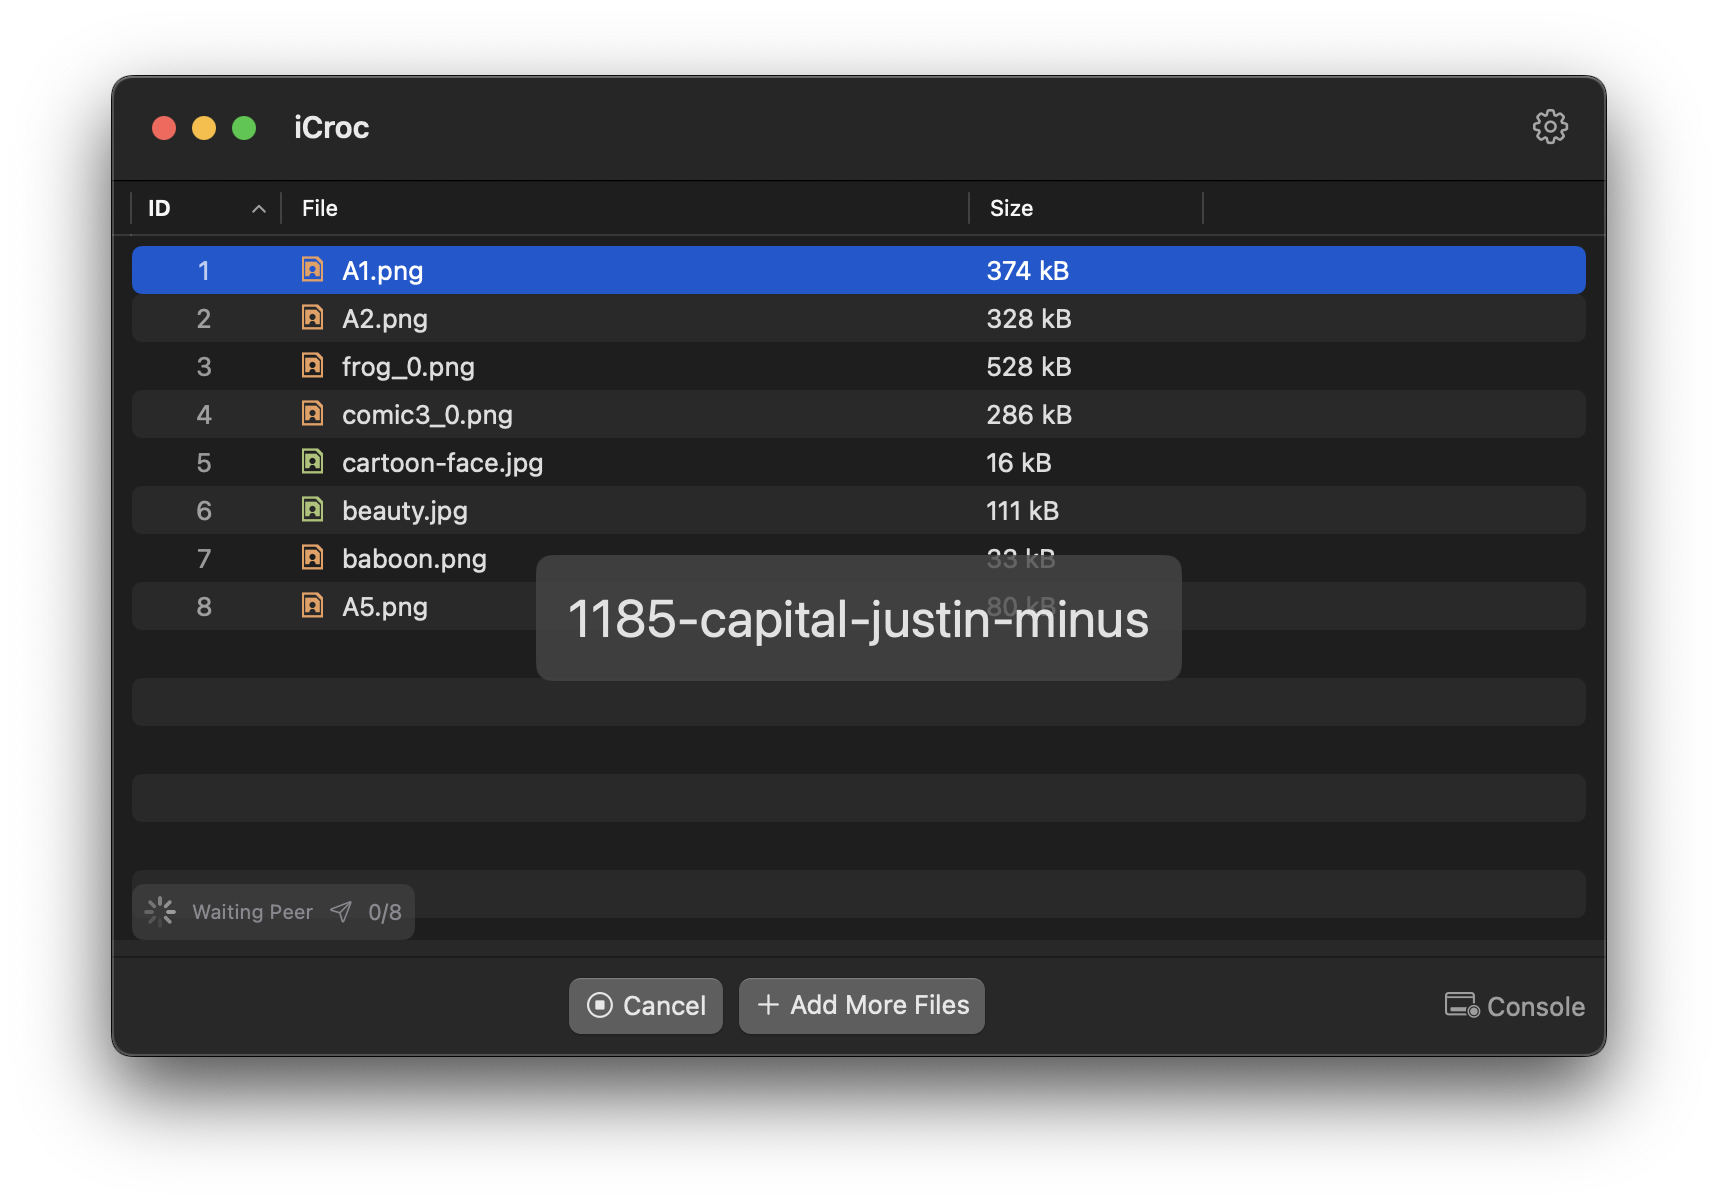 iCroc
ID File Size
1 A1.png 374 kB
2 A2.png 328 kB
3 frog_0.png 528 kB
4 comic3_0.png 286 kB
5 cartoon-face.jpg 16 kB
6 beauty.jpg 111 kB
7 baboon.png 33 kB
8 A5.png 80 kB
1185-capital-justin-minus
Waiting Peer 0/8
Cancel + Add More Files Console